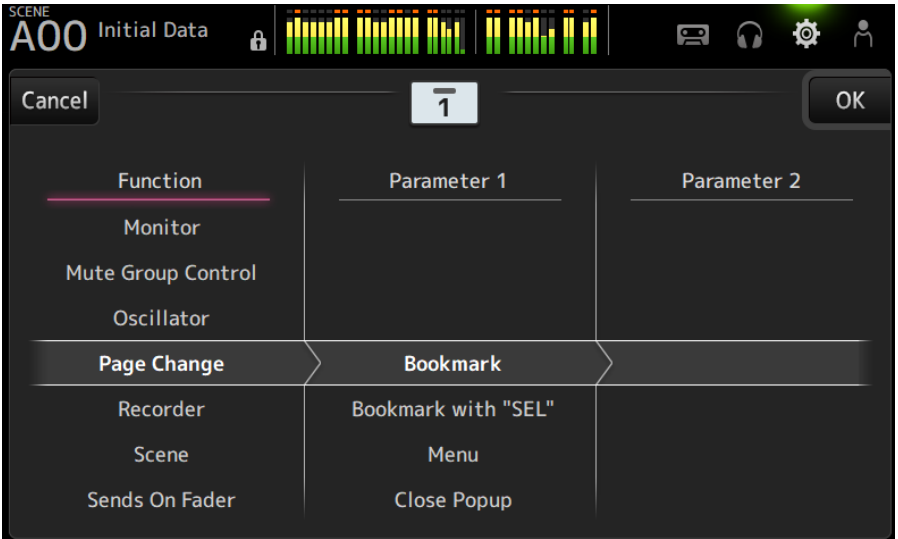 SCENE
A00 Initial Data
Cancel
1
OK
Function Parameter 1 Parameter 2
Monitor
Mute Group Control
Oscillator
Page Change Bookmark
Recorder Bookmark with "SEL"
Scene Menu
Sends On Fader Close Popup